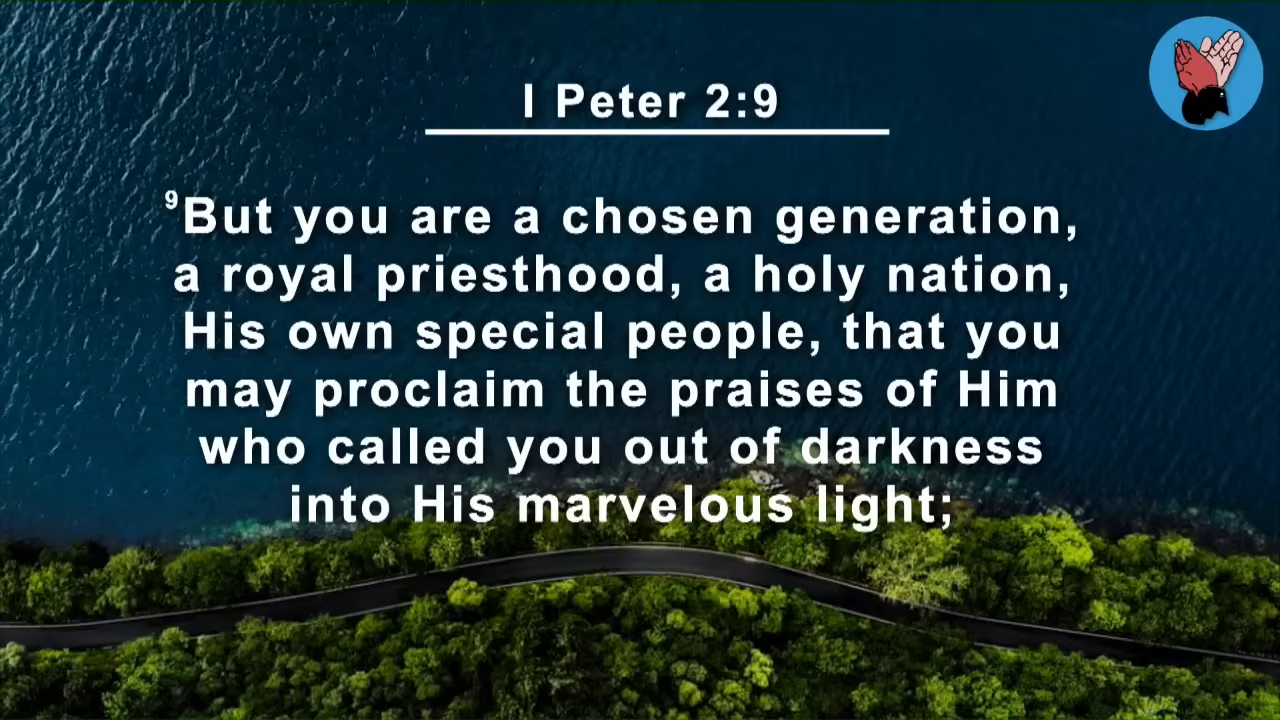 I Peter 2:9
9But you are a chosen generation,
a royal priesthood, a holy nation,
His own special people, that you
may proclaim the praises of Him
who called you out of darkness
into His marvelous light;